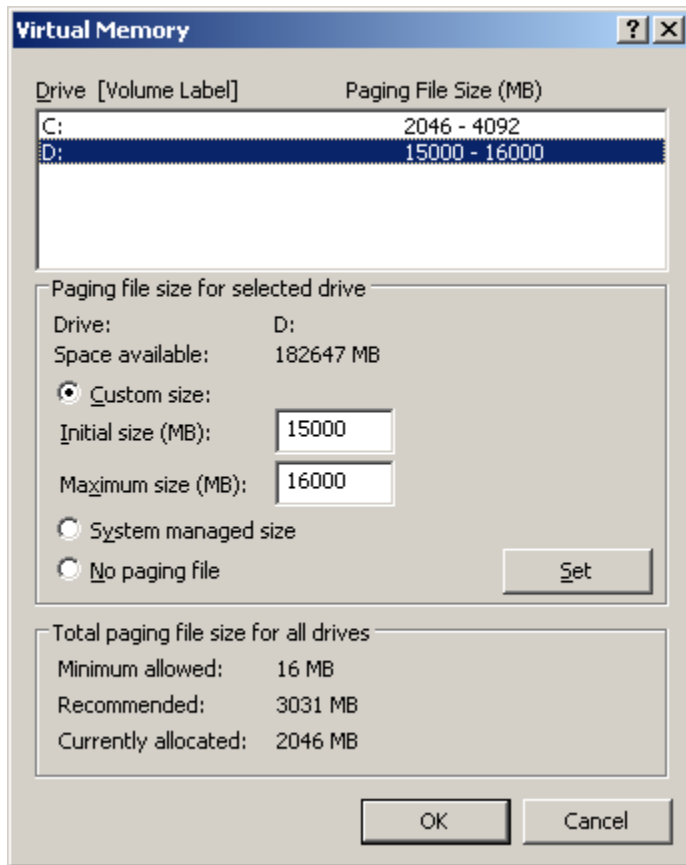 Virtual Memory
Drive [Volume Label] Paging File Size (MB)
C: 2046 - 4092
D: 15000 - 16000
Paging file size for selected drive
Drive: D:
Space available: 182647 MB
Custom size:
Initial size (MB): 15000
Maximum size (MB): 16000
System managed size
No paging file
Set
Total paging file size for all drives
Minimum allowed: 16 MB
Recommended: 3031 MB
Currently allocated: 2046 MB
OK Cancel